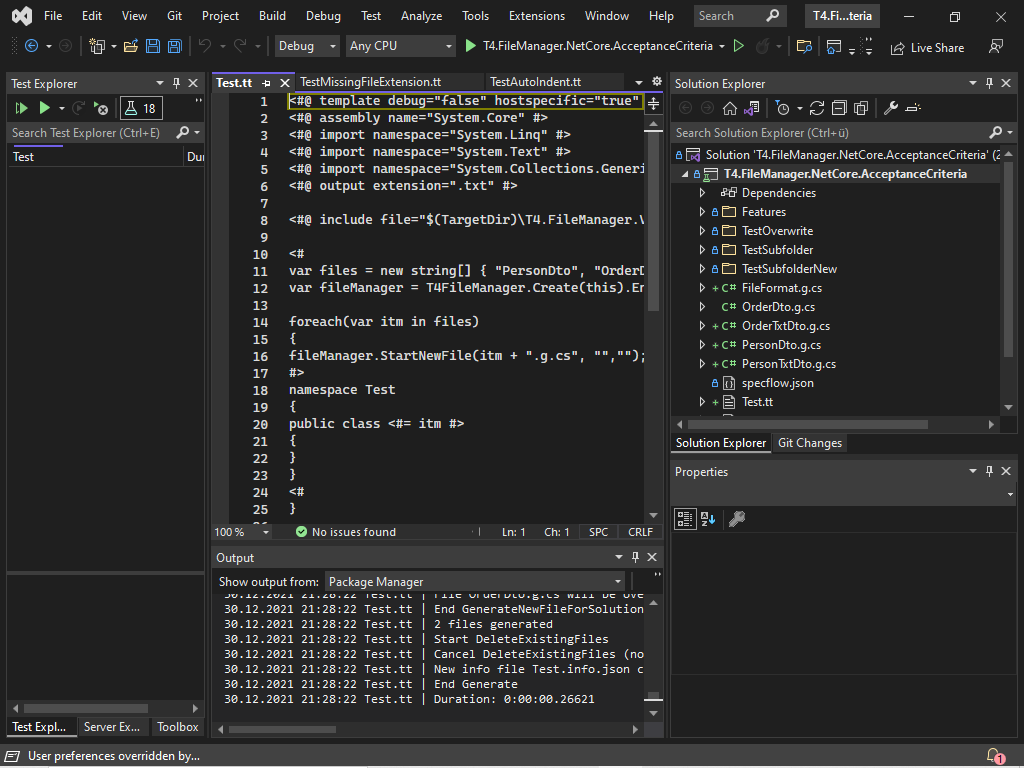 File Edit View Git Project Build Debug Test Analyze Tools Extensions Window Help Search T4.Fi...teria
Debug Any CPU T4.FileManager.NetCore.AcceptanceCriteria Live Share
Test Explorer
18
Search Test Explorer (Ctrl+E)
Test Dur
Test Expl... Server Ex... Toolbox
Test.tt TestMissingFileExtension.tt TestAutoIndent.tt
1 <#@ template debug="false" hostspecific="true"
2 <#@ assembly name="System.Core" #>
3 <#@ import namespace="System.Linq" #>
4 <#@ import namespace="System.Text" #>
5 <#@ import namespace="System.Collections.Generi
6 <#@ output extension=".txt" #>
7
8 <#@ include file="$(TargetDir)\T4.FileManager.V
9
10 <#
11 var files = new string[] { "PersonDto", "OrderD
12 var fileManager = T4FileManager.Create(this).En
13
14 foreach(var itm in files)
15 {
16 fileManager.StartNewFile(itm + ".g.cs", "","");
17 #>
18 namespace Test
19 {
20 public class <#= itm #>
21 {
22 }
23 }
24 <#
25 }
100 % No issues found Ln: 1 Ch: 1 SPC CRLF
Output
Show output from: Package Manager
30.12.2021 21:28:22 Test.tt | File OrderDto.g.cs will be ove
30.12.2021 21:28:22 Test.tt | End GenerateNewFileForSolution
30.12.2021 21:28:22 Test.tt | 2 files generated
30.12.2021 21:28:22 Test.tt | Start DeleteExistingFiles
30.12.2021 21:28:22 Test.tt | Cancel DeleteExistingFiles (no
30.12.2021 21:28:22 Test.tt | New info file Test.info.json c
30.12.2021 21:28:22 Test.tt | End Generate
30.12.2021 21:28:22 Test.tt | Duration: 0:00:00.26621
Solution Explorer
Search Solution Explorer (Ctrl+ü)
Solution 'T4.FileManager.NetCore.AcceptanceCriteria' (2
T4.FileManager.NetCore.AcceptanceCriteria
Dependencies
Features
TestOverwrite
TestSubfolder
TestSubfolderNew
C# FileFormat.g.cs
C# OrderDto.g.cs
C# OrderTxtDto.g.cs
C# PersonDto.g.cs
C# PersonTxtDto.g.cs
specflow.json
Test.tt
Solution Explorer Git Changes
Properties
User preferences overridden by... 1